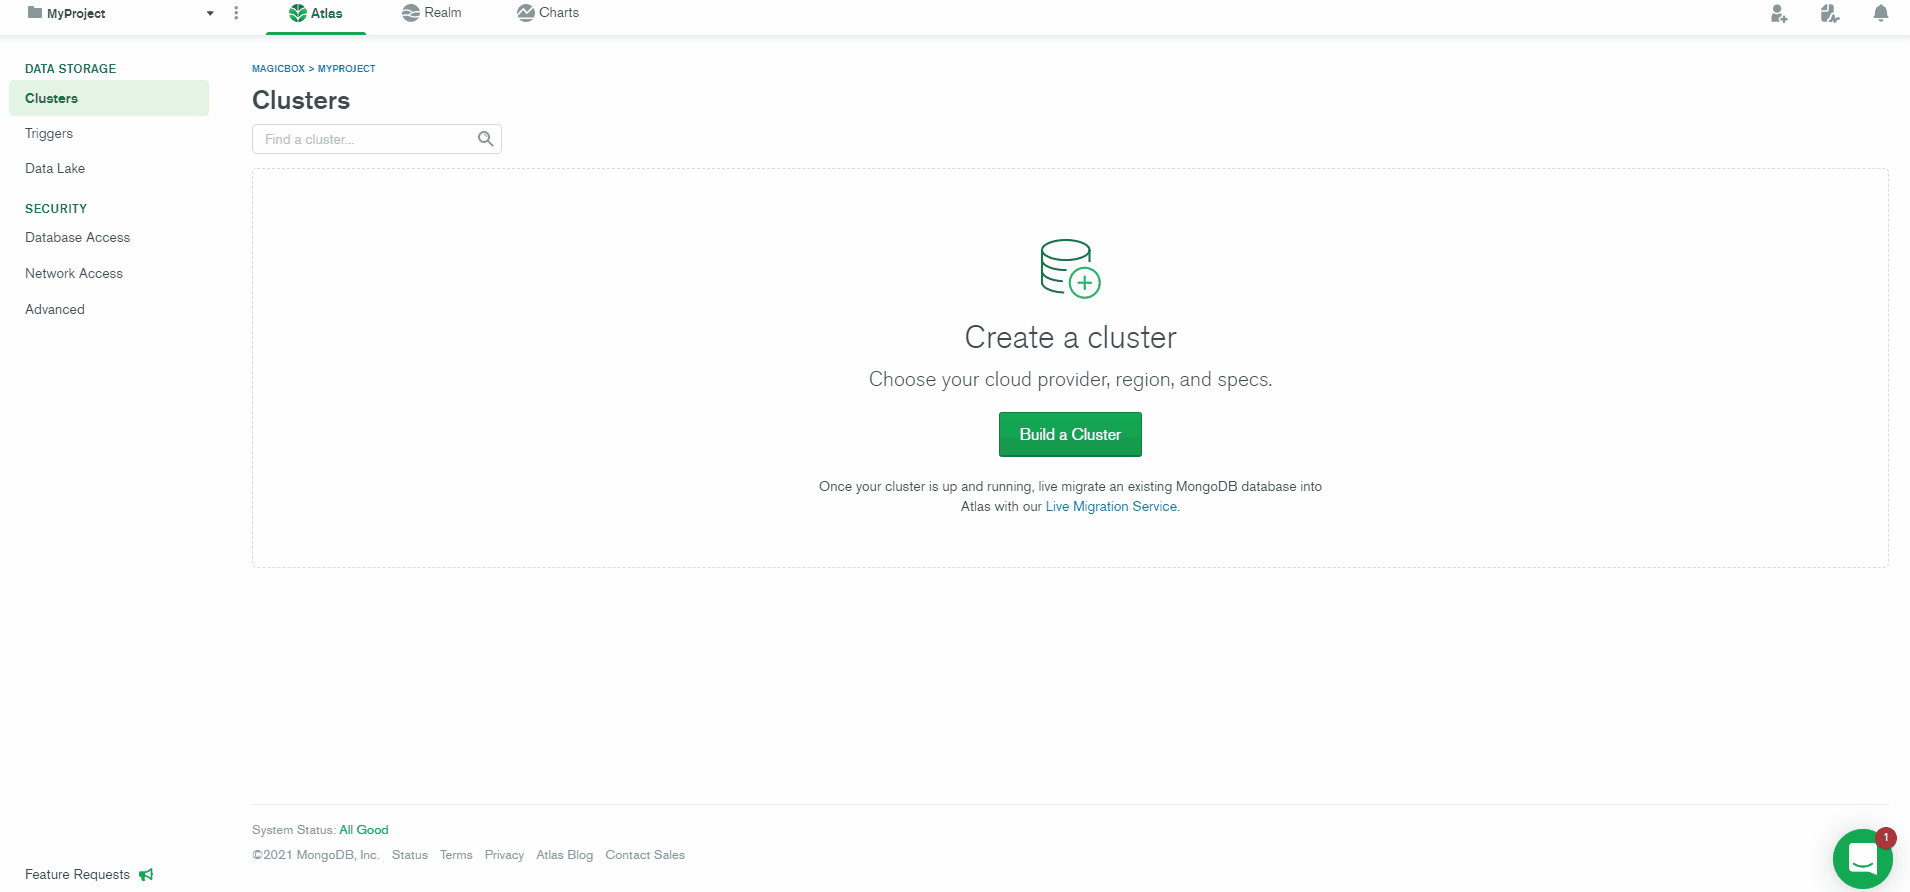 MyProject
Atlas
Realm
Charts
DATA STORAGE
Clusters
Triggers
Data Lake
SECURITY
Database Access
Network Access
Advanced
MAGICBOX > MYPROJECT
Clusters
Find a cluster...
Create a cluster
Choose your cloud provider, region, and specs.
Build a Cluster
Once your cluster is up and running, live migrate an existing MongoDB database into
Atlas with our Live Migration Service.
System Status: All Good
©2021 MongoDB, Inc. Status Terms Privacy Atlas Blog Contact Sales
Feature Requests
1